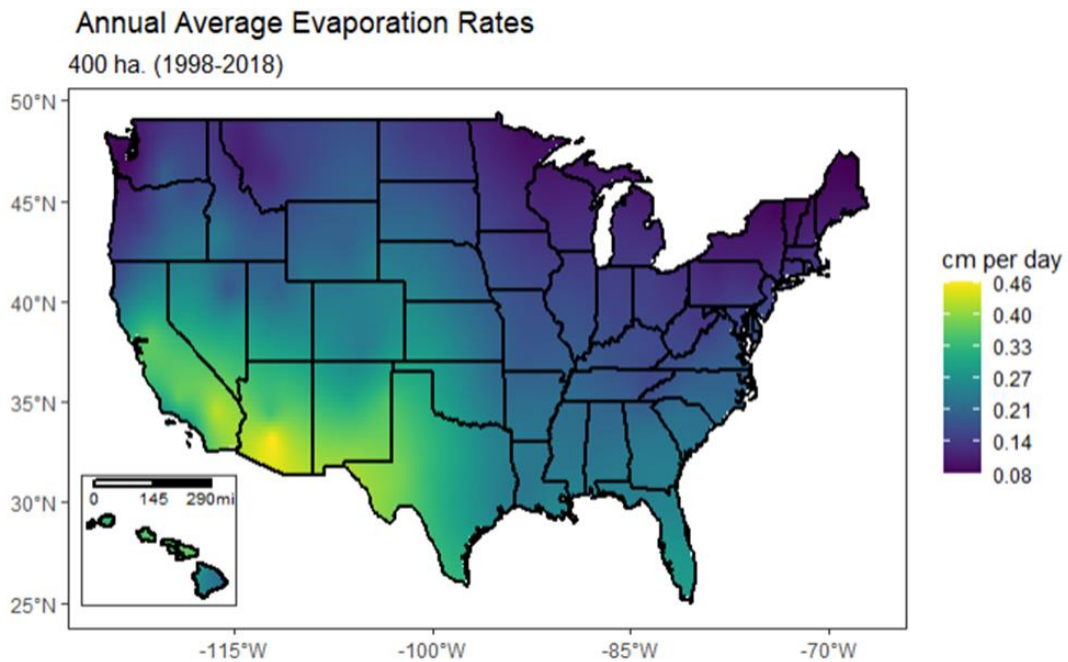 Annual Average Evaporation Rates
400 ha. (1998-2018)
50°N
45°N
40°N
35°N
30°N
25°N
0 145 290mi
-115°W -100°W -85°W -70°W
cm per day
0.46
0.40
0.33
0.27
0.21
0.14
0.08